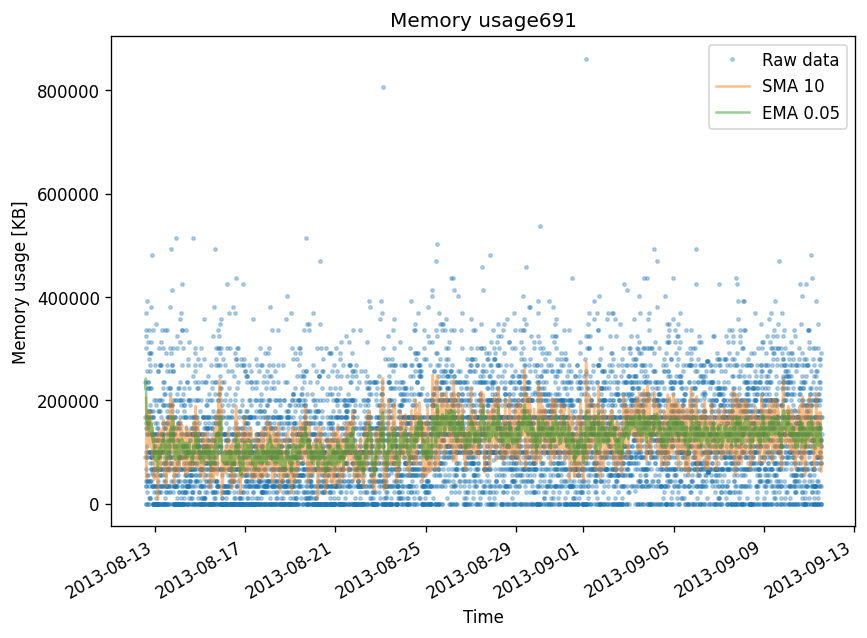 Memory usage691
Raw data
SMA 10
EMA 0.05
Memory usage [KB]
800000
600000
400000
200000
0
2013-08-13
2013-08-17
2013-08-21
2013-08-25
2013-08-29
2013-09-01
2013-09-05
2013-09-09
2013-09-13
Time